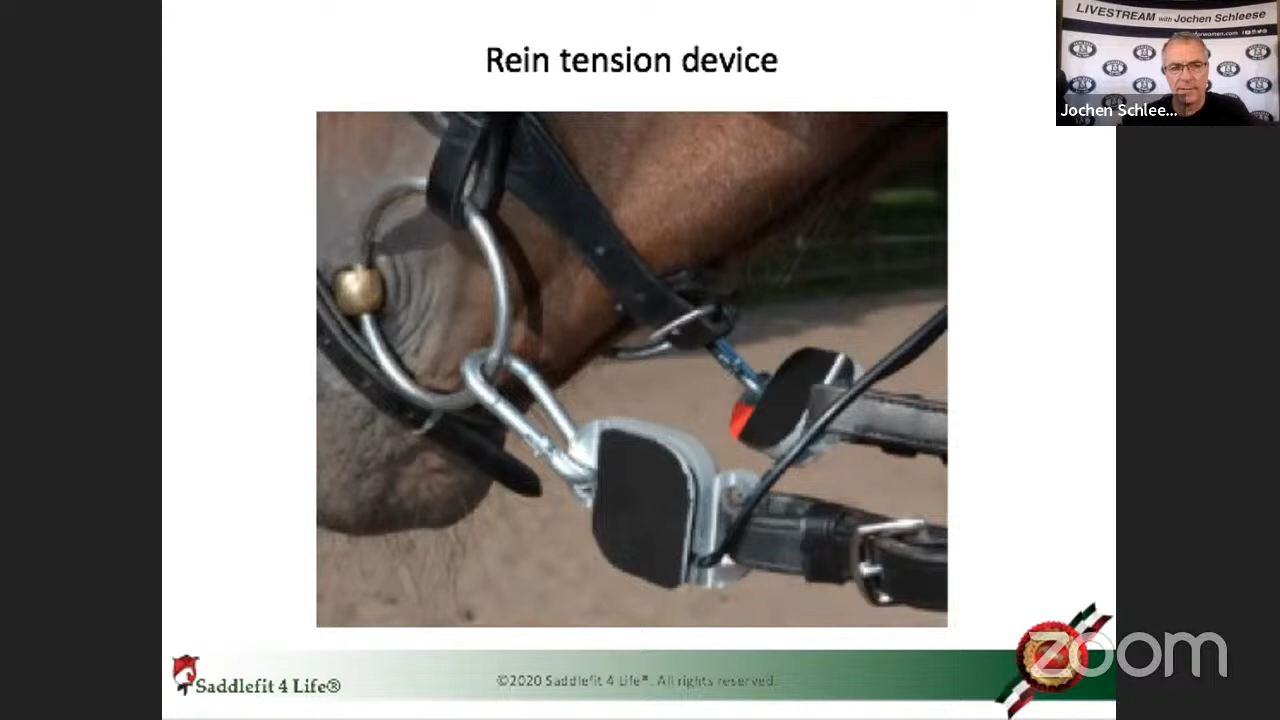 Rein tension device
LIVESTREAM with Jochen Schleese
Jochen Schlee...
Saddlefit 4 Life®
©2020 Saddlefit 4 Life®. All rights reserved.
zoom